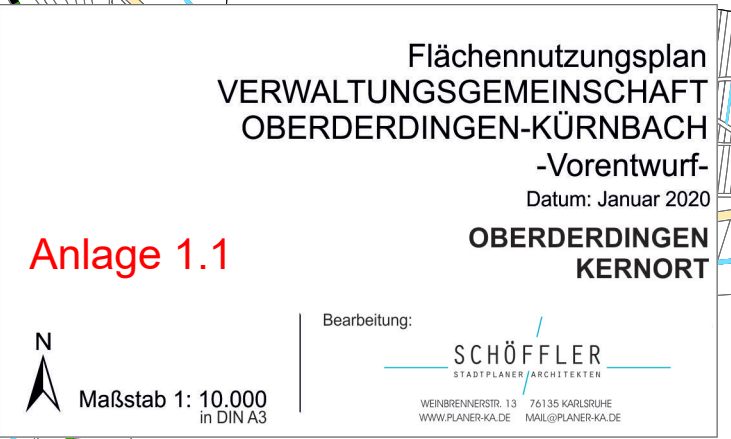 Flächennutzungsplan
VERWALTUNGSGEMEINSCHAFT
OBERDERDINGEN-KÜRNBACH
-Vorentwurf-
Datum: Januar 2020
OBERDERDINGEN
KERNORT
Anlage 1.1
N
Maßstab 1: 10.000
in DIN A3
Bearbeitung:
SCHÖFFLER
STADTPLANER/ARCHITEKTEN
WEINBRENNERSTR. 13 76135 KARLSRUHE
WWW.PLANER-KA.DE MAIL@PLANER-KA.DE